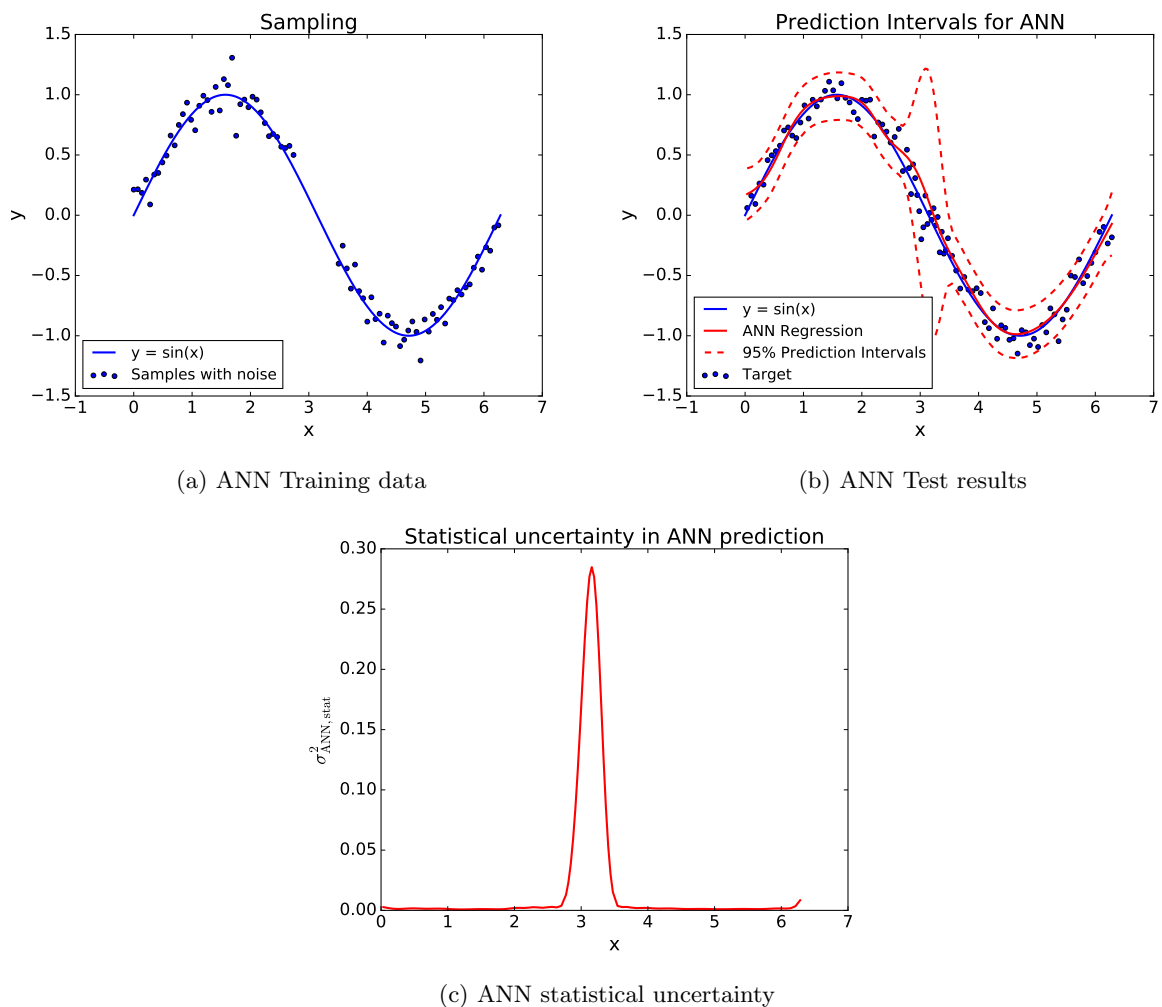 Sampling
1.5
1.0
0.5
0.0
−0.5
−1.0
−1.5
y
−1 0 1 2 3 4 5 6 7
x
y = sin(x)
Samples with noise
(a) ANN Training data
Prediction Intervals for ANN
1.5
1.0
0.5
0.0
−0.5
−1.0
−1.5
y
−1 0 1 2 3 4 5 6 7
x
y = sin(x)
ANN Regression
95% Prediction Intervals
Target
(b) ANN Test results
Statistical uncertainty in ANN prediction
0.30
0.25
0.20
0.15
0.10
0.05
0.00
σ²ANN, stat
0 1 2 3 4 5 6 7
x
(c) ANN statistical uncertainty